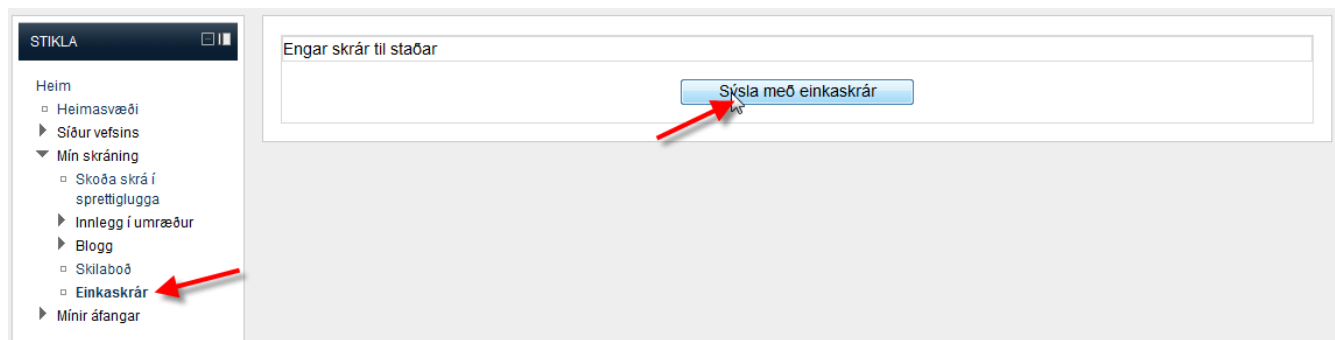 STIKLA
Heim
Heimasvæði
Síður vefsins
Mín skráning
Skoða skrá í
sprettiglugga
Innlegg í umræður
Blogg
Skilaboð
Einkaskrár
Mínir áfangar
Engar skrár til staðar
Sýsla með einkaskrár